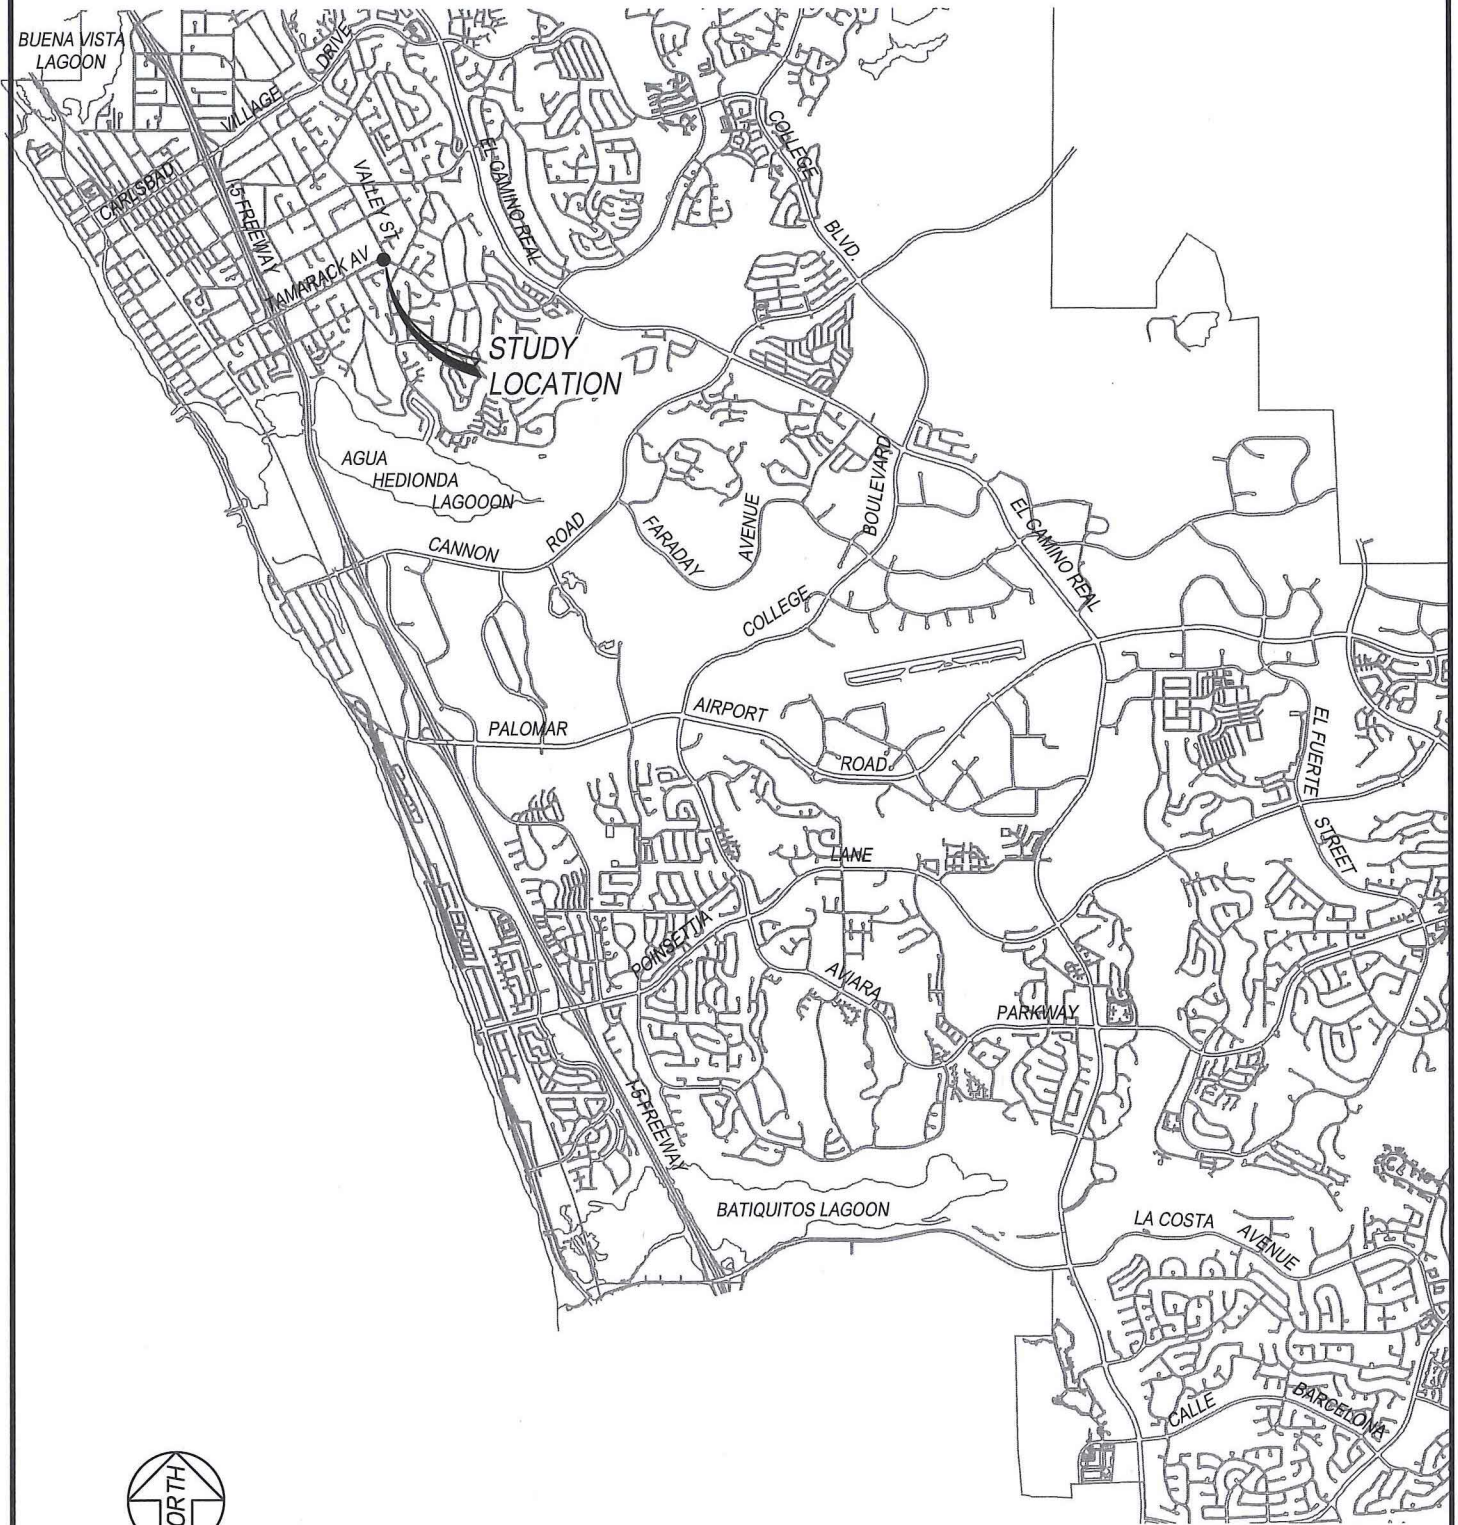 BUENA VISTA
LAGOON
DRIVE
VILLAGE
CARLSBAD
-5 FREEWAY
VALLEY ST.
TAMARACK AV
EL CAMINO REAL
COLLEGE
BLVD.
STUDY
LOCATION
AGUA
HEDIONDA
LAGOOON
CANNON
ROAD
FARADAY
AVENUE
BOULEVARD
COLLEGE
EL CAMINO REAL
PALOMAR
AIRPORT
ROAD
EL FUERTE
STREET
LANE
POINSETTIA
AVIARA
PARKWAY
I-5 FREEWAY
BATIQUITOS LAGOON
LA COSTA
AVENUE
CALLE
BARCELONA
ORTH